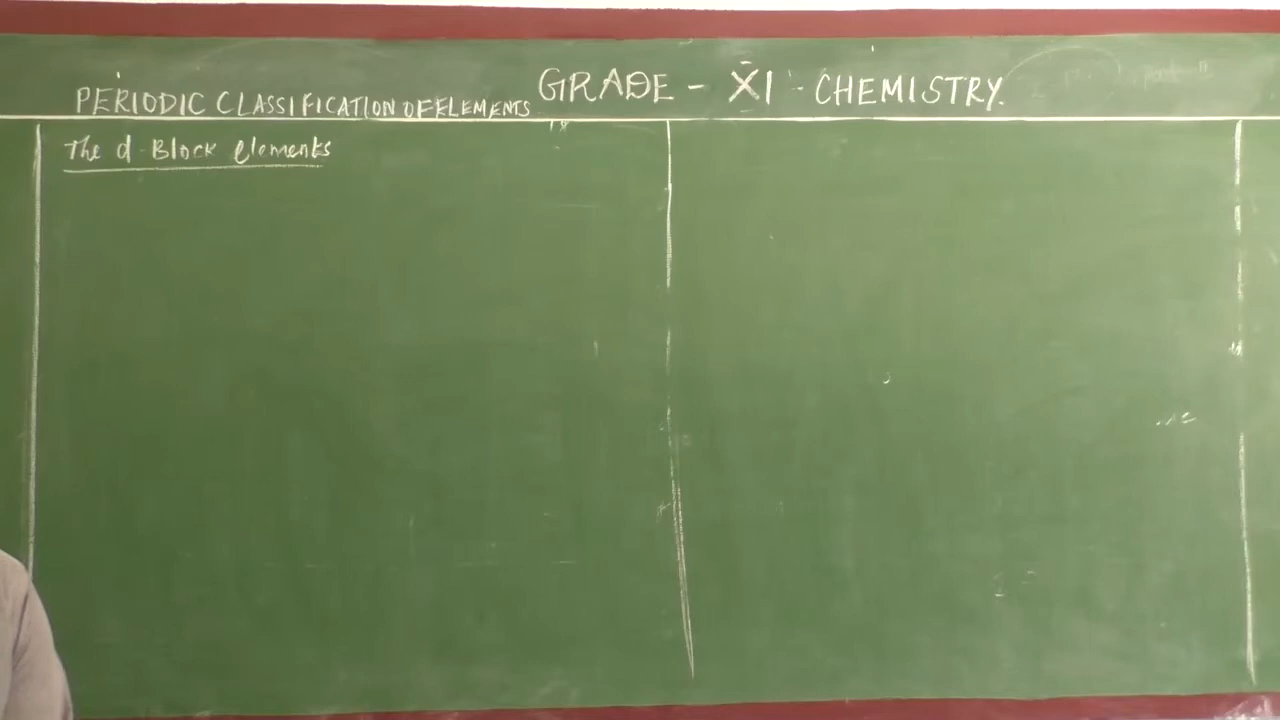 PERIODIC CLASSIFICATION OF ELEMENTS
GRADE - XI - CHEMISTRY.
The d-Block elements